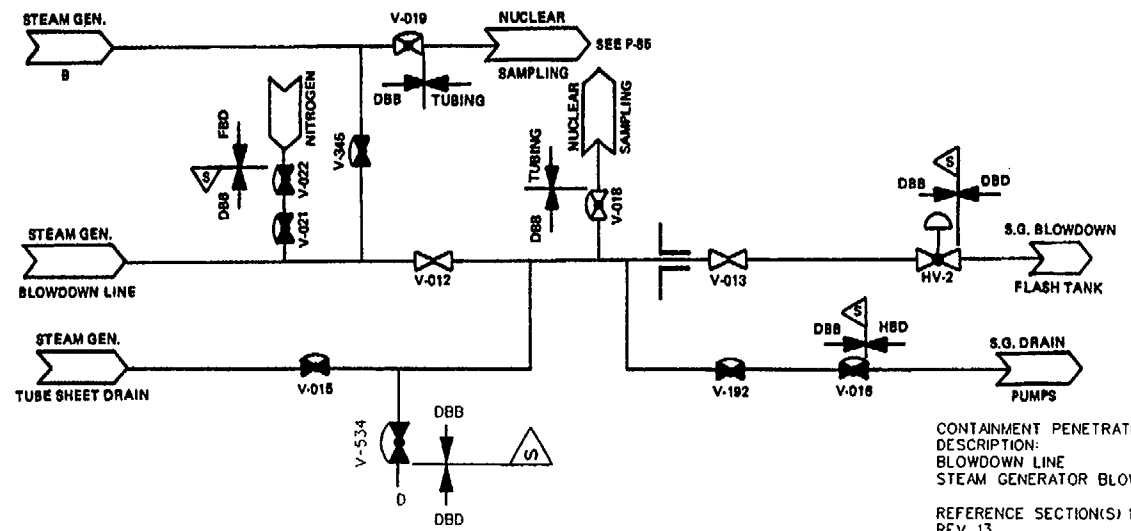 STEAM GEN.
B
V-019
NUCLEAR
SAMPLING
SEE P-65
DBB
TUBING
NITROGEN
FBD
DBB
S
V-022
V-021
V-346
NUCLEAR
SAMPLING
TUBING
DBB
V-018
S
DBB
DBD
STEAM GEN.
BLOWDOWN LINE
V-012
V-013
HV-2
S.G. BLOWDOWN
FLASH TANK
STEAM GEN.
TUBE SHEET DRAIN
V-015
S
DBB
HBD
V-192
V-016
S.G. DRAIN
PUMPS
V-534
D
DBB
DBD
S
CONTAINMENT PENETRAT
DESCRIPTION:
BLOWDOWN LINE
STEAM GENERATOR BLOW
REFERENCE SECTION(S)
REV 13